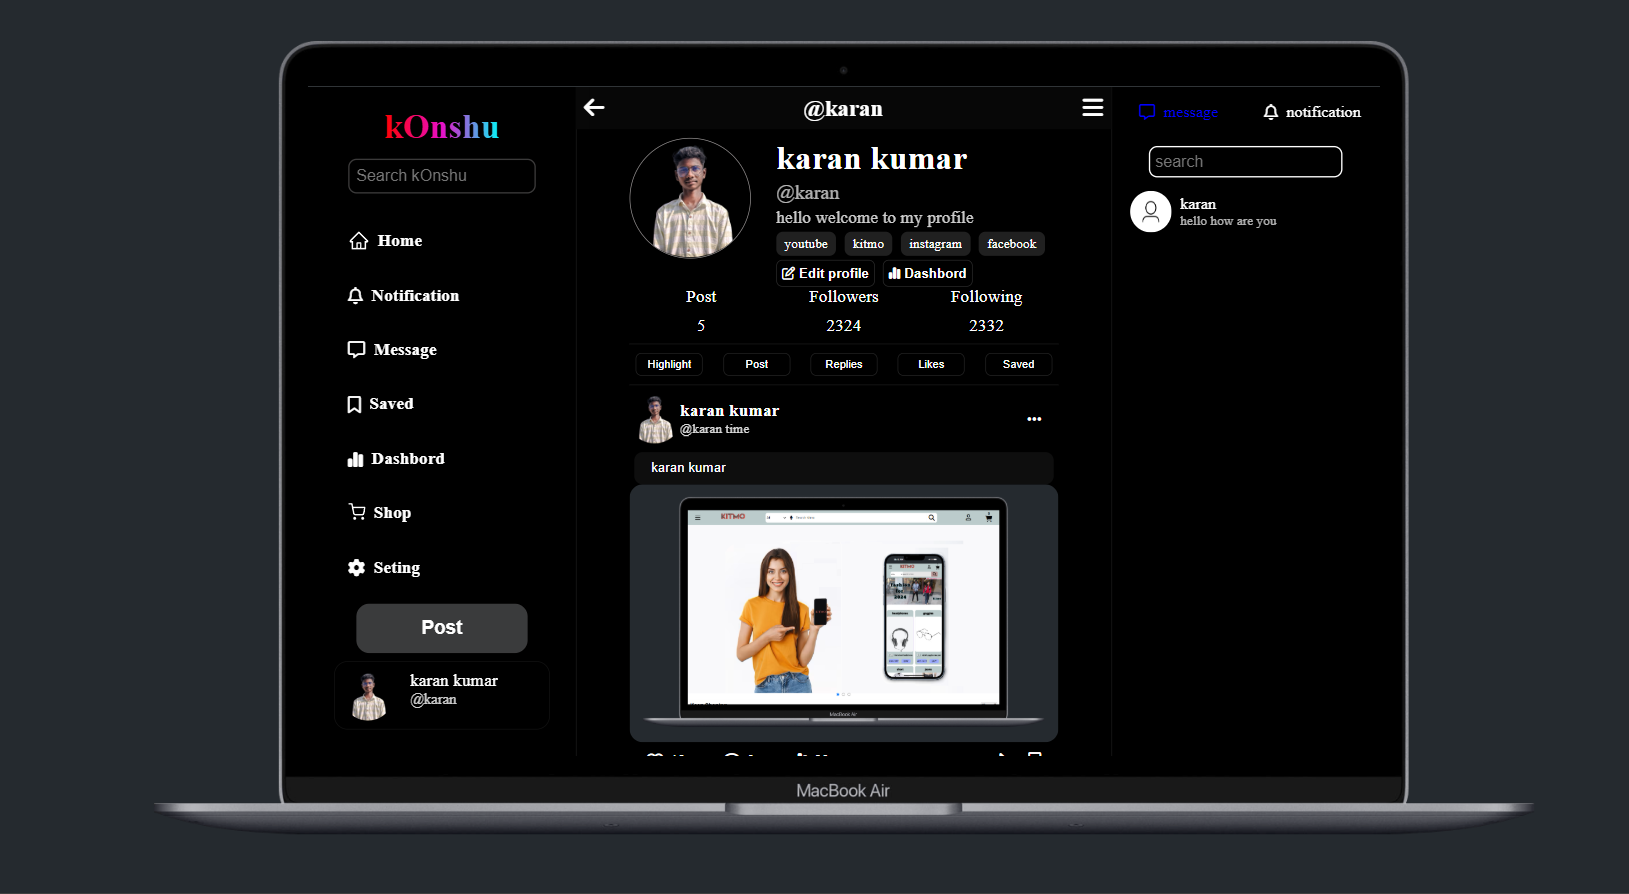 kOnshu
Search kOnshu
Home
Notification
Message
Saved
Dashbord
Shop
Seting
Post
karan kumar
@karan
@karan
karan kumar
@karan
hello welcome to my profile
youtube kitmo instagram facebook
Edit profile Dashbord
Post Followers Following
5 2324 2332
Highlight Post Replies Likes Saved
karan kumar
@karan time
karan kumar
KITMO
KITMO
MacBook Air
message notification
search
karan
hello how are you
MacBook Air